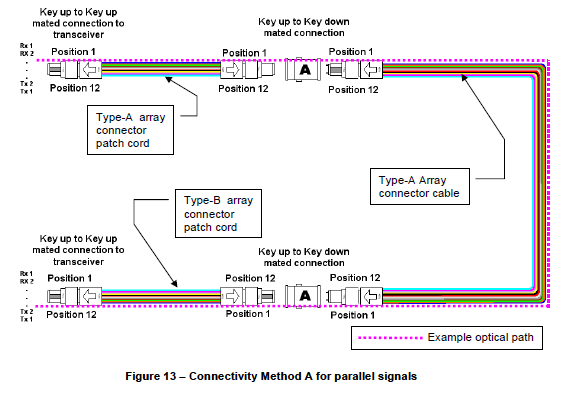 Key up to Key up
mated connection to
transceiver
Key up to Key down
mated connection
Rx 1
RX 2
.
.
.
Tx 2
Tx 1
Position 1
Position 1
Position 1
A
Position 12
Position 12
Position 12
Type-A array
connector
patch cord
Type-A Array
connector cable
Type-B array
connector
patch cord
Key up to Key up
mated connection to
transceiver
Key up to Key down
mated connection
Rx 1
RX 2
.
.
.
Tx 2
Tx 1
Position 1
Position 12
Position 12
A
Position 12
Position 1
Position 1
Example optical path
Figure 13 – Connectivity Method A for parallel signals